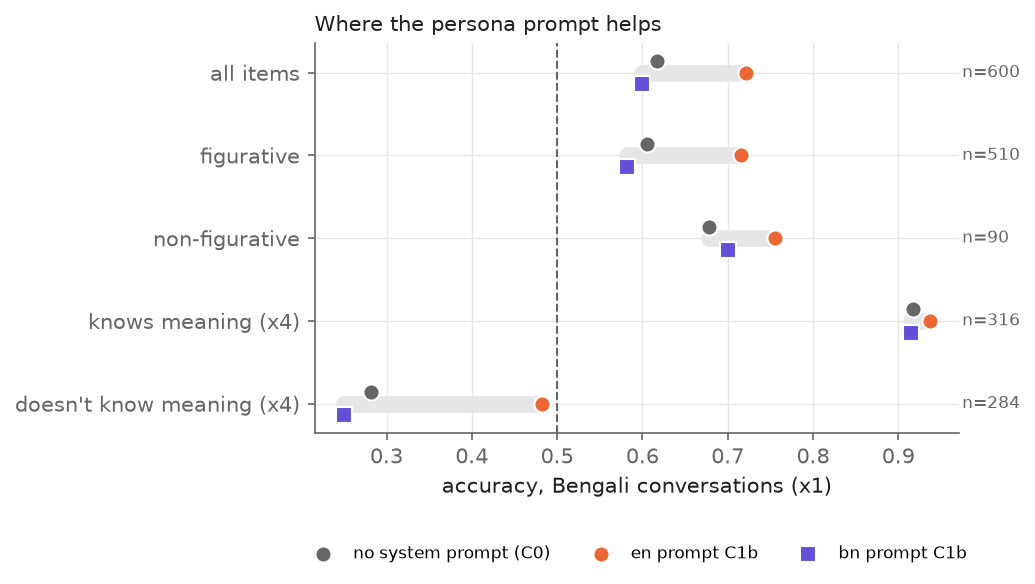 Where the persona prompt helps
all items
n=600
figurative
n=510
non-figurative
n=90
knows meaning (x4)
n=316
doesn't know meaning (x4)
n=284
0.3 0.4 0.5 0.6 0.7 0.8 0.9
accuracy, Bengali conversations (x1)
no system prompt (C0) en prompt C1b bn prompt C1b